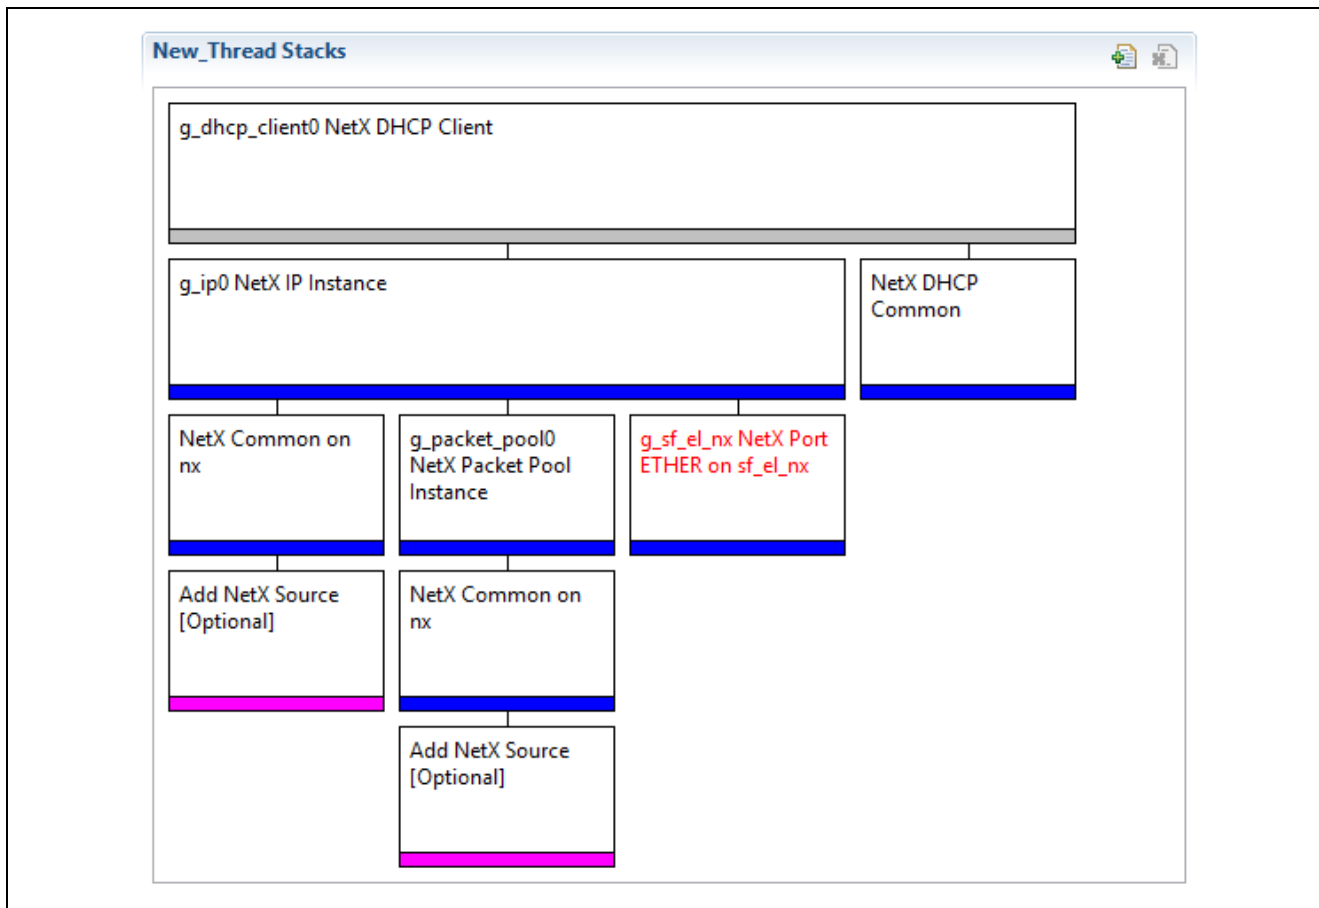 New_Thread Stacks
g_dhcp_client0 NetX DHCP Client
g_ip0 NetX IP Instance
NetX DHCP
Common
NetX Common on
nx
g_packet_pool0
NetX Packet Pool
Instance
g_sf_el_nx NetX Port
ETHER on sf_el_nx
Add NetX Source
[Optional]
NetX Common on
nx
Add NetX Source
[Optional]